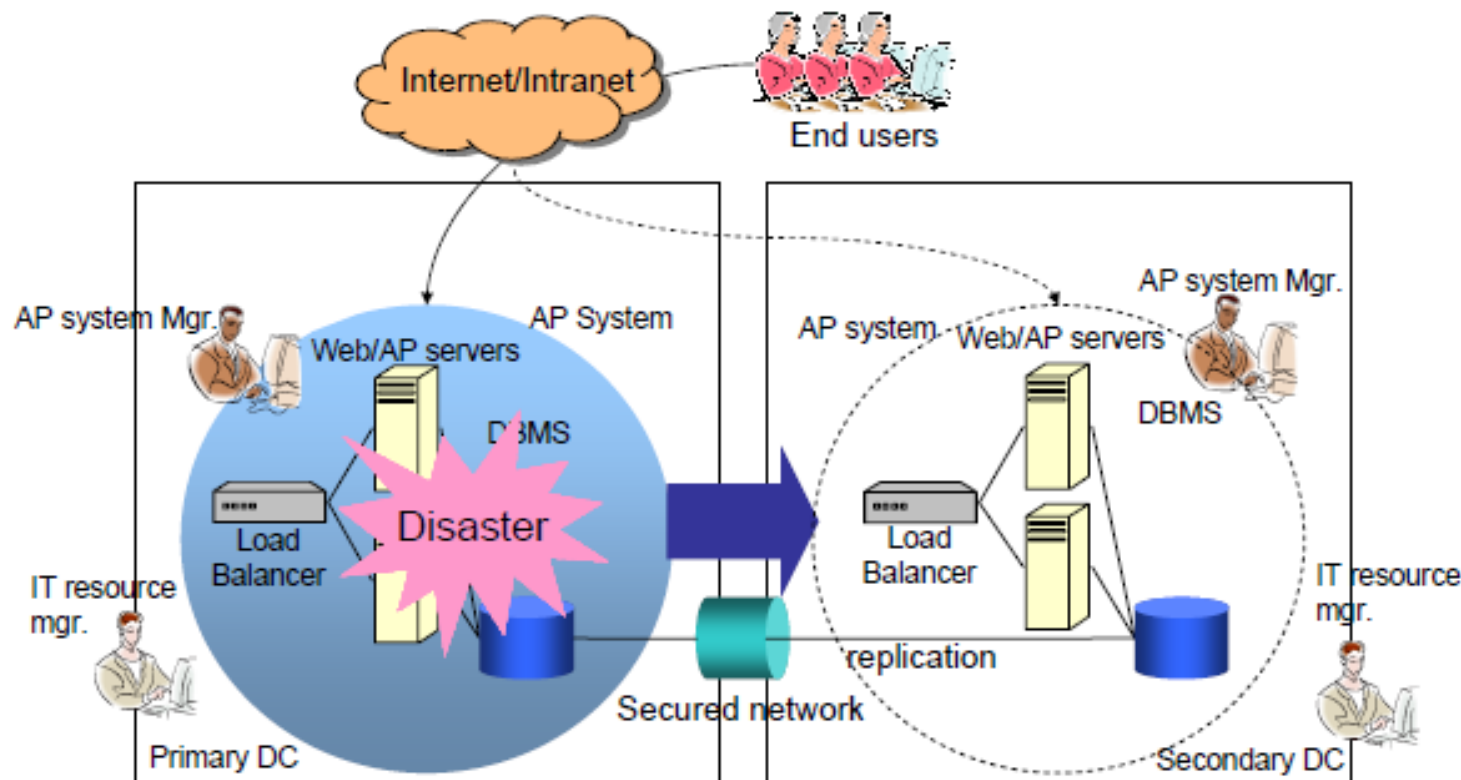 Internet/Intranet
End users
AP system Mgr.
AP System
Web/AP servers
DBMS
Disaster
Load
Balancer
IT resource
mgr.
Primary DC
AP system Mgr.
AP system
Web/AP servers
DBMS
Load
Balancer
IT resource
mgr.
replication
Secured network
Secondary DC